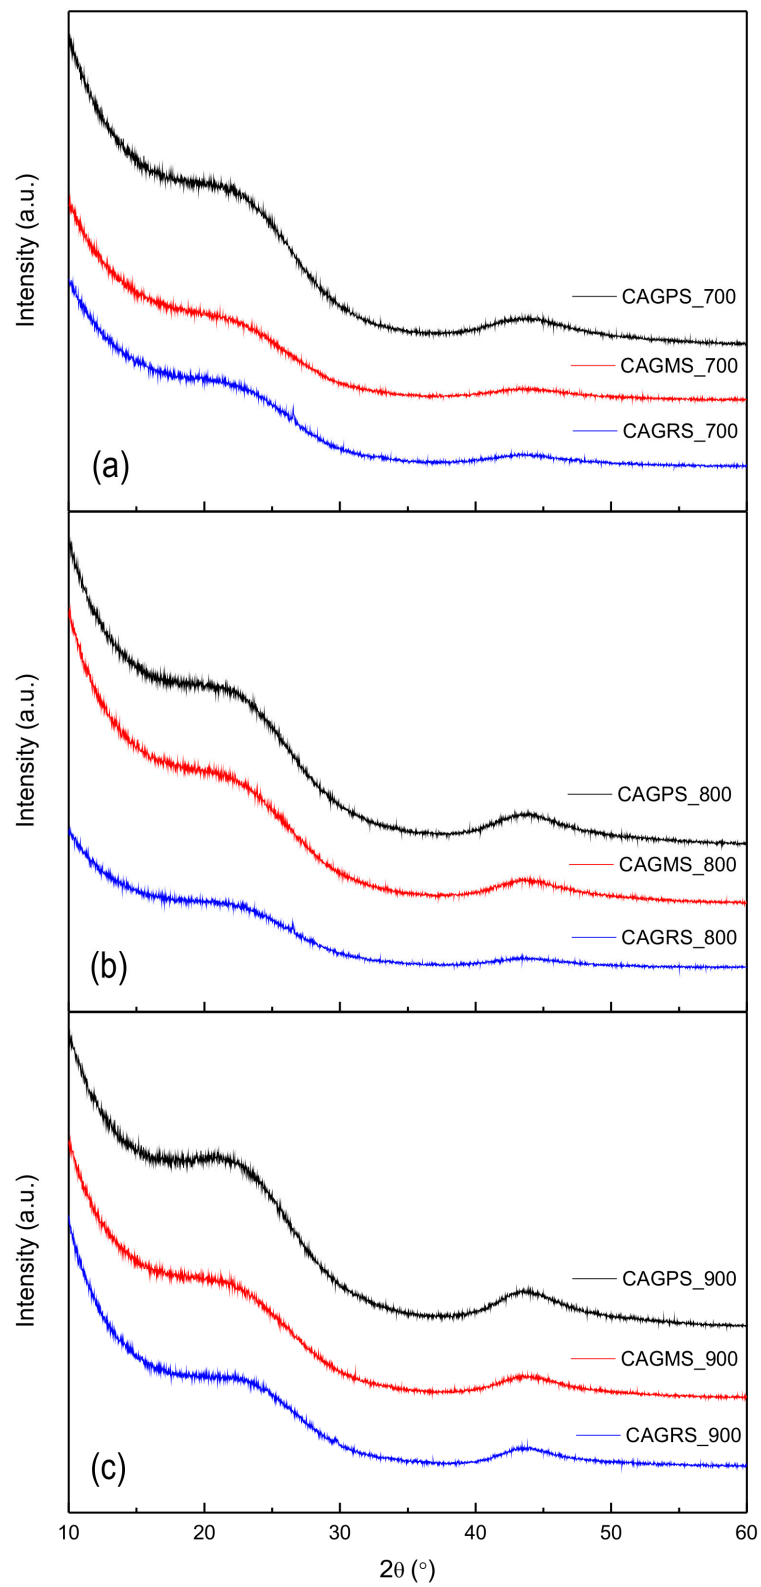 Intensity (a.u.)
CAGPS_700
CAGMS_700
CAGRS_700
(a)
Intensity (a.u.)
CAGPS_800
CAGMS_800
CAGRS_800
(b)
Intensity (a.u.)
CAGPS_900
CAGMS_900
CAGRS_900
(c)
10 20 30 40 50 60
2θ (°)